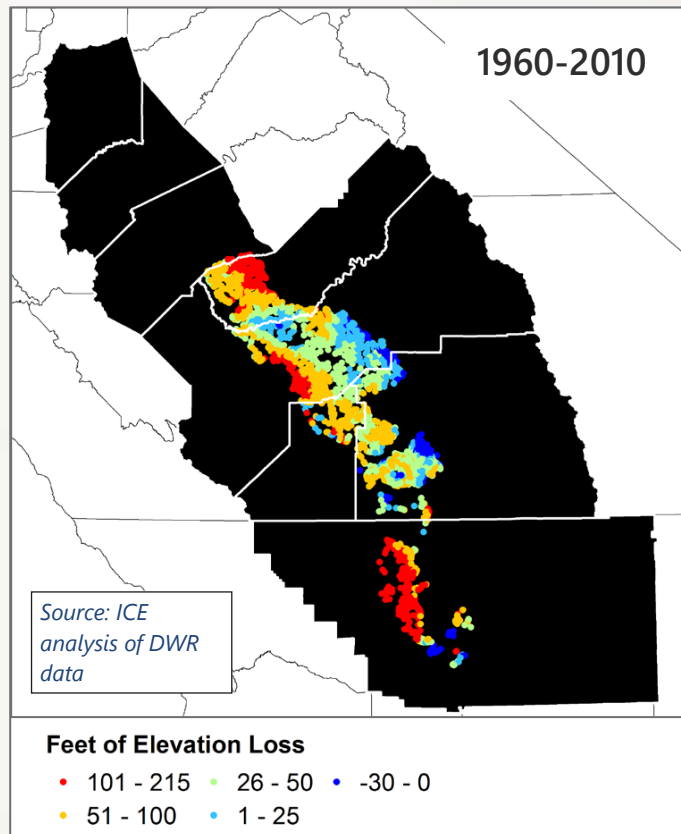 1960-2010
Source: ICE
analysis of DWR
data
Feet of Elevation Loss
101 - 215
26 - 50
-30 - 0
51 - 100
1 - 25